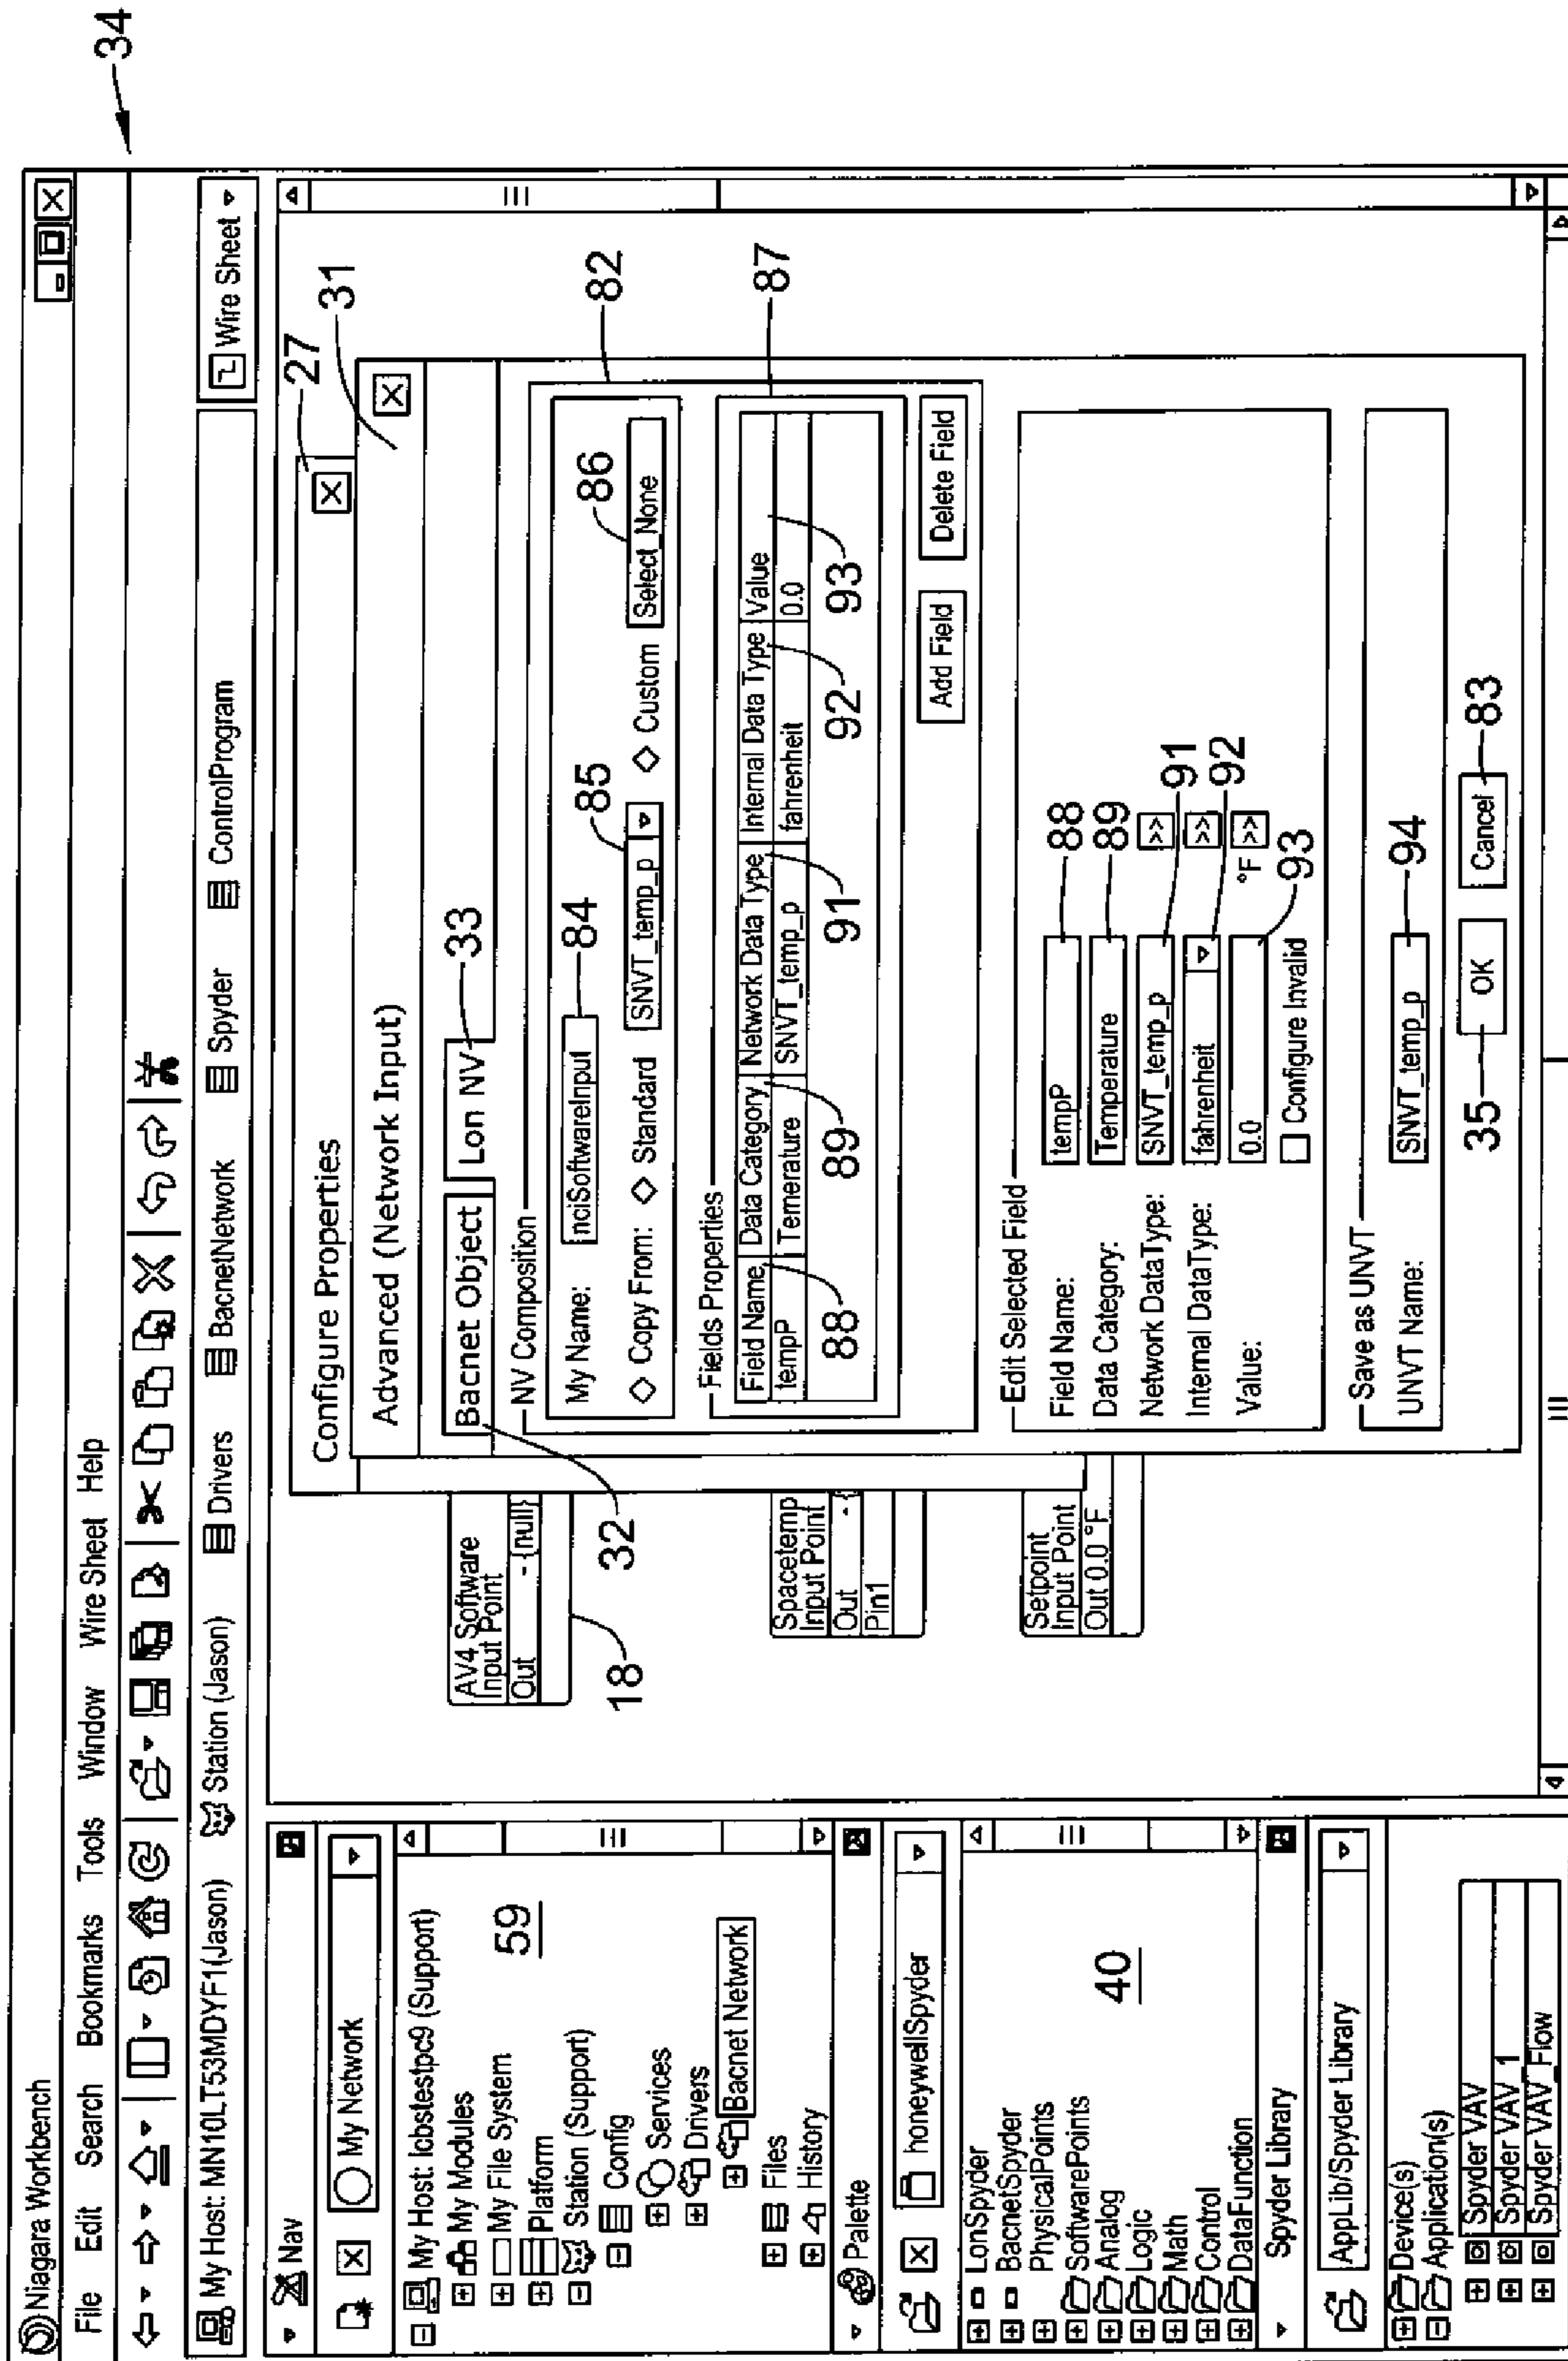 34
Niagara Workbench
File Edit Search Bookmarks Tools Window Wire Sheet Help
My Host: MN10LT53MDYF1(Jason) Station (Jason) Drivers BacnetNetwork Spyder ControlProgram Wire Sheet
Nav
My Network
My Host: lcbstestpc9 (Support)
My Modules
My File System
Platform
Station (Support)
Config
Services
Drivers
Bacnet Network
Files
History
59
Palette
honeywellSpyder
LonSpyder
BacnetSpyder
PhysicalPoints
SoftwarePoints
Analog
Logic
Math
Control
DataFunction
40
Spyder Library
AppLib/Spyder Library
Device(s)
Application(s)
Spyder VAV
Spyder VAV_1
Spyder VAV_Flow
AV4 Software
Input Point
Out - {null}
18
Spacetemp
Input Point
Out - {
Pin1
Setpoint
Input Point
Out 0.0 °F
Configure Properties
27
Advanced (Network Input)
31
Bacnet Object Lon NV 33
32
NV Composition
82
My Name: nciSoftwareInput 84 85 86
Copy From: Standard SNVT_temp_p Custom Select_None
Fields Properties
87
Field Name Data Category Network Data Type Internal Data Type Value
tempP Temerature SNVT_temp_p fahrenheit 0.0
88 89 91 92 93
Add Field Delete Field
Edit Selected Field
Field Name: tempP 88
Data Category: Temperature 89
Network DataType: SNVT_temp_p >> 91
Internal DataType: fahrenheit >> 92
Value: 0.0 °F >>
Configure Invalid 93
Save as UNVT
UNVT Name: SNVT_temp_p 94
35 OK Cancel 83